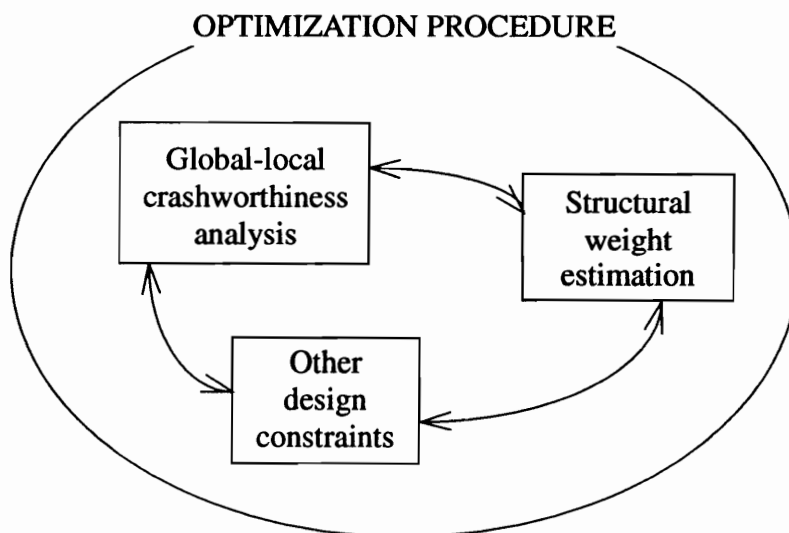 OPTIMIZATION PROCEDURE
Global-local
crashworthiness
analysis
Structural
weight
estimation
Other
design
constraints